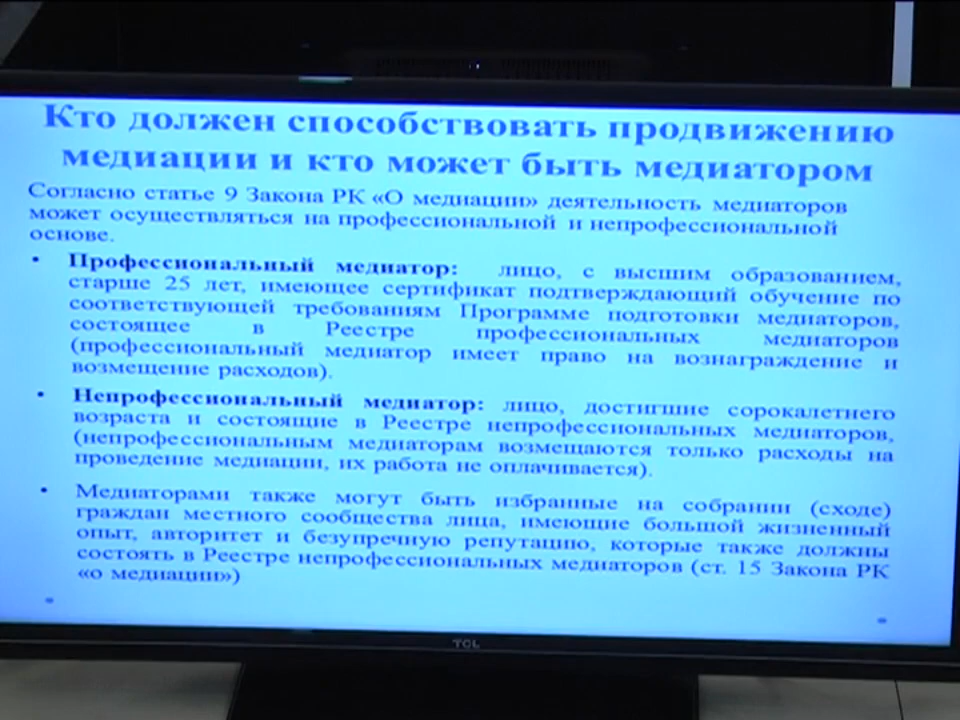 Кто должен способствовать продвижению
медиации и кто может быть медиатором
Согласно статье 9 Закона РК «О медиации» деятельность медиаторов
может осуществляться на профессиональной и непрофессиональной
основе.
• Профессиональный медиатор: лицо, с высшим образованием,
старше 25 лет, имеющее сертификат подтверждающий обучение по
соответствующей требованиям Программе подготовки медиаторов,
состоящее в Реестре профессиональных медиаторов
(профессиональный медиатор имеет право на вознаграждение и
возмещение расходов).
• Непрофессиональный медиатор: лицо, достигшие сорокалетнего
возраста и состоящие в Реестре непрофессиональных медиаторов,
(непрофессиональным медиаторам возмещаются только расходы на
проведение медиации, их работа не оплачивается).
• Медиаторами также могут быть избранные на собрании (сходе)
граждан местного сообщества лица, имеющие большой жизненный
опыт, авторитет и безупречную репутацию, которые также должны
состоять в Реестре непрофессиональных медиаторов (ст. 15 Закона РК
«о медиации»)
TCL